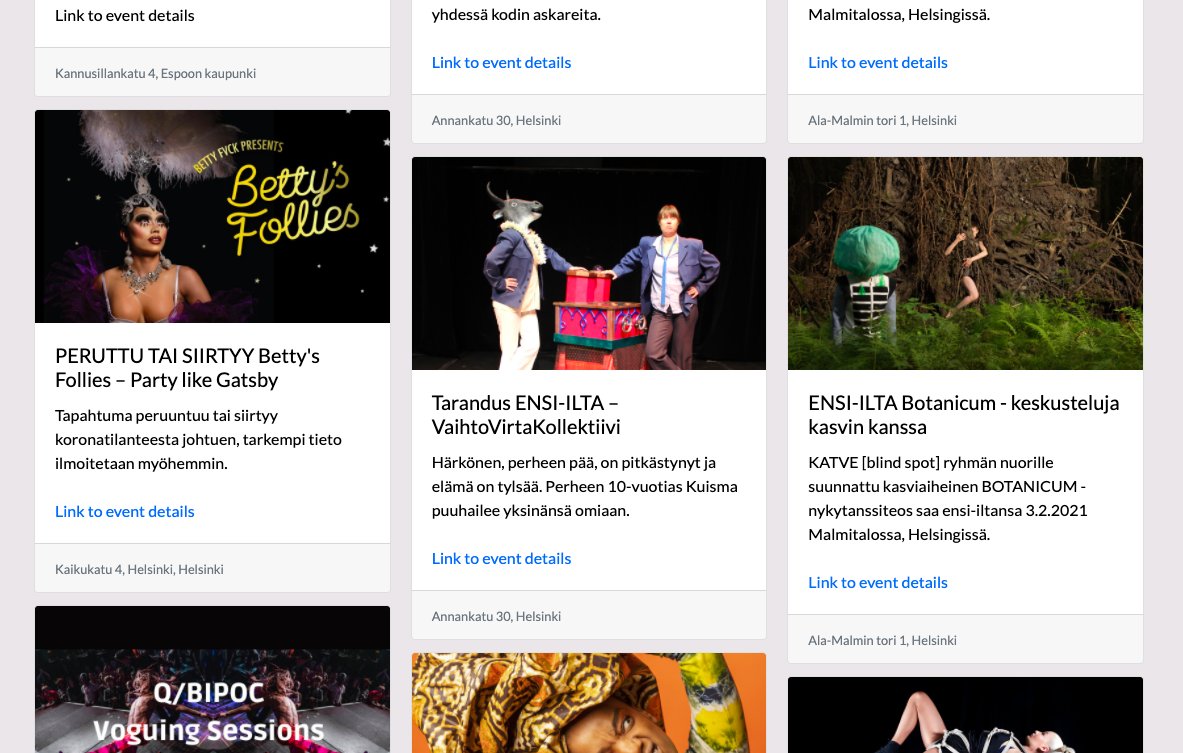 Link to event details
Kannusillankatu 4, Espoon kaupunki
BETTY FVCK PRESENTS
Betty's
Follies
PERUTTU TAI SIIRTYY Betty's
Follies – Party like Gatsby
Tapahtuma peruuntuu tai siirtyy
koronatilanteesta johtuen, tarkempi tieto
ilmoitetaan myöhemmin.
Link to event details
Kaikukatu 4, Helsinki, Helsinki
Q/BIPOC
Voguing Sessions
yhdessä kodin askareita.
Link to event details
Annankatu 30, Helsinki
Tarandus ENSI-ILTA –
VaihtoVirtaKollektiivi
Härkönen, perheen pää, on pitkästynyt ja
elämä on tylsää. Perheen 10-vuotias Kuisma
puuhailee yksinänsä omiaan.
Link to event details
Annankatu 30, Helsinki
Malmitalossa, Helsingissä.
Link to event details
Ala-Malmin tori 1, Helsinki
ENSI-ILTA Botanicum - keskusteluja
kasvin kanssa
KATVE [blind spot] ryhmän nuorille
suunnattu kasviaiheinen BOTANICUM -
nykytanssiteos saa ensi-iltansa 3.2.2021
Malmitalossa, Helsingissä.
Link to event details
Ala-Malmin tori 1, Helsinki